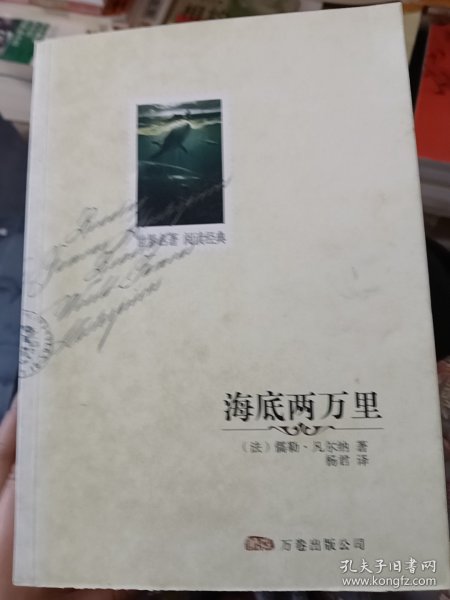 世界名著 阅读经典
海底两万里
（法）儒勒·凡尔纳 著
杨君 译
万卷出版公司
孔夫子旧书网
www.kongfz.com